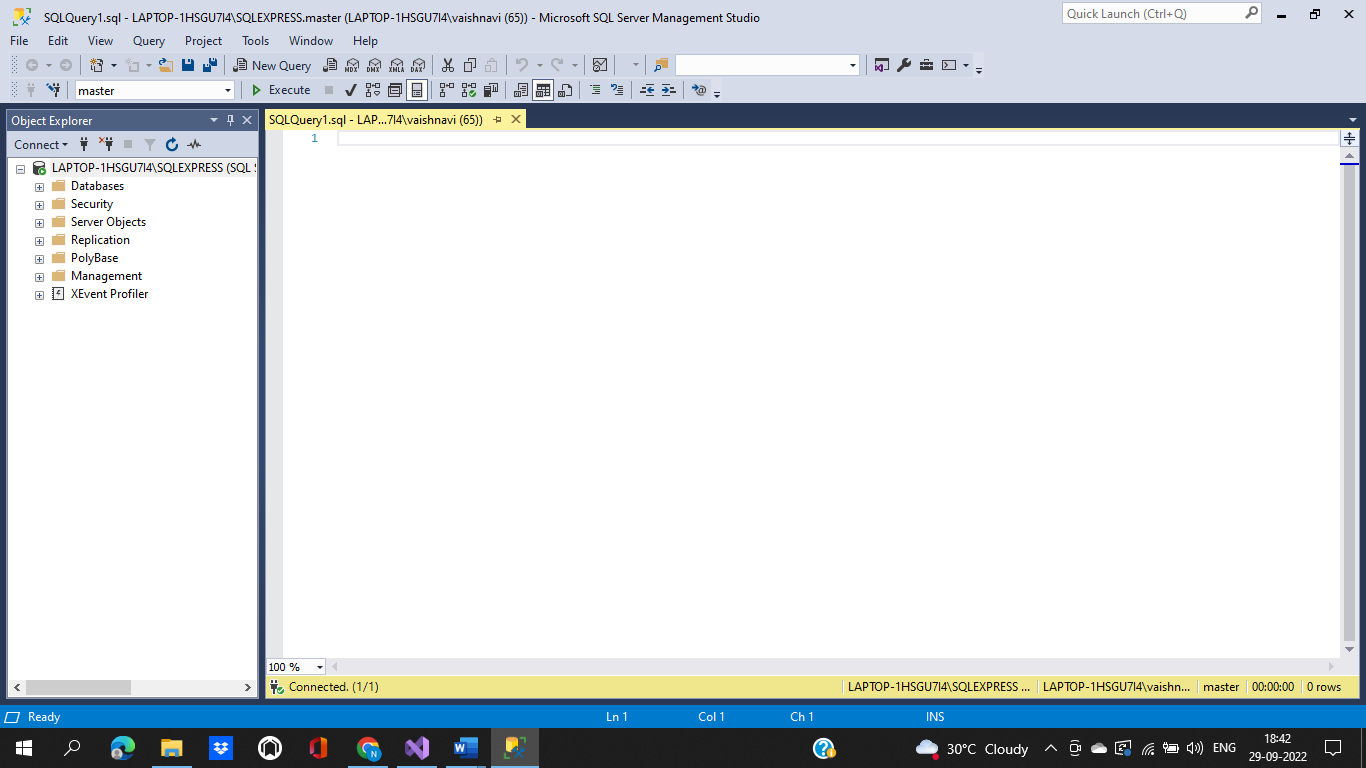 SQLQuery1.sql - LAPTOP-1HSGU7I4\SQLEXPRESS.master (LAPTOP-1HSGU7I4\vaishnavi (65)) - Microsoft SQL Server Management Studio
Quick Launch (Ctrl+Q)
File Edit View Query Project Tools Window Help
New Query MDX DMX XMLA DAX
master Execute
Object Explorer
SQLQuery1.sql - LAP...7I4\vaishnavi (65))
Connect
1
LAPTOP-1HSGU7I4\SQLEXPRESS (SQL S
Databases
Security
Server Objects
Replication
PolyBase
Management
XEvent Profiler
100 %
Connected. (1/1)
LAPTOP-1HSGU7I4\SQLEXPRESS ... LAPTOP-1HSGU7I4\vaishn... master 00:00:00 0 rows
Ready Ln 1 Col 1 Ch 1 INS
30°C Cloudy ENG
18:42
29-09-2022